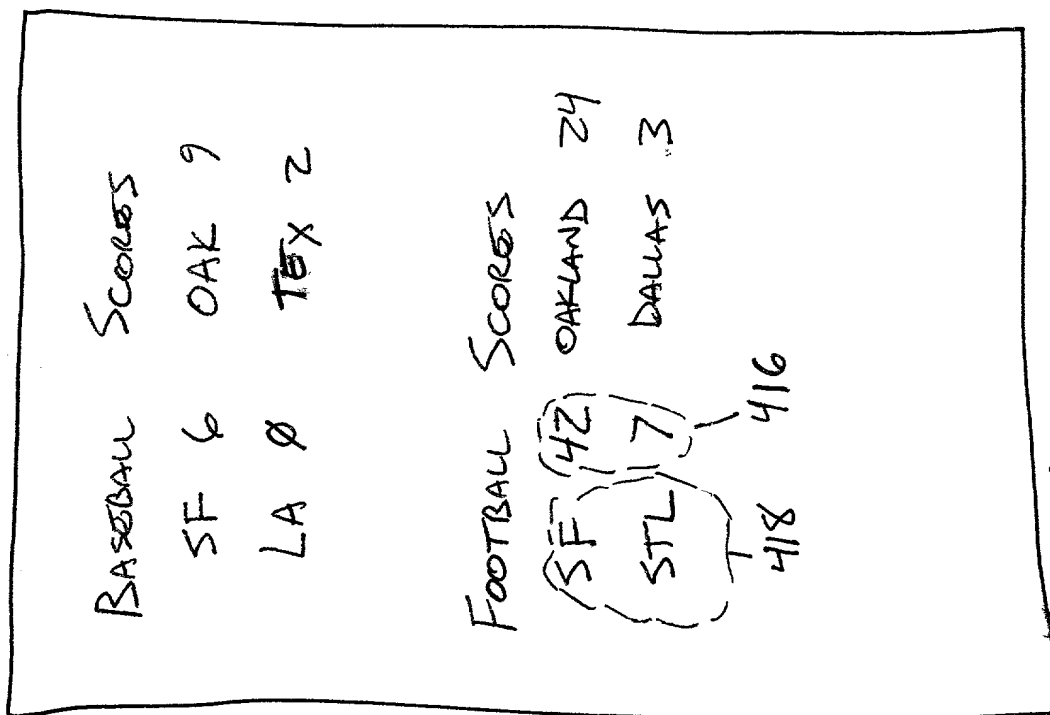 BASEBALL SCORES
SF 6 OAK 9
LA 0 TEX 2
FOOTBALL SCORES
SF 42 OAKLAND 24
STL 7 DALLAS 3
418 416